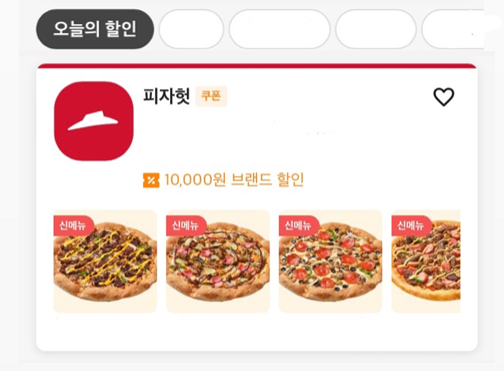 오늘의 할인
피자헛 쿠폰
10,000원 브랜드 할인
신메뉴 신메뉴 신메뉴 신메뉴